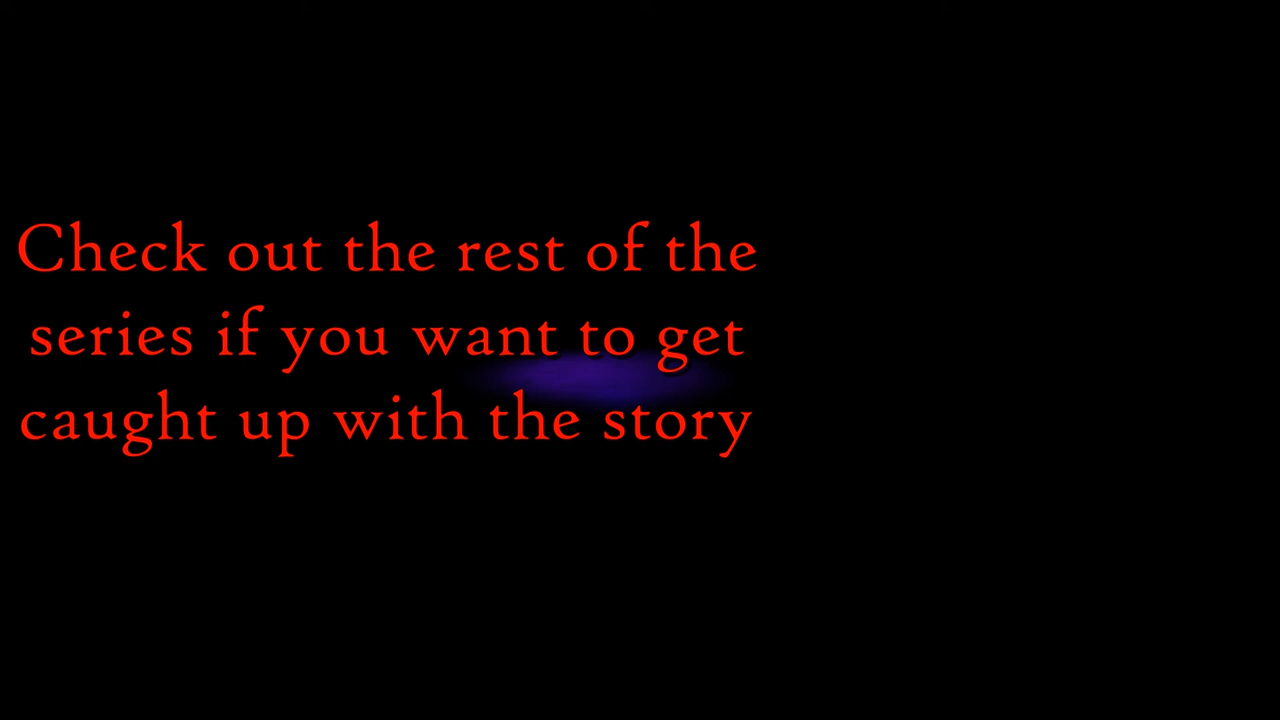 Check out the rest of the
series if you want to get
caught up with the story